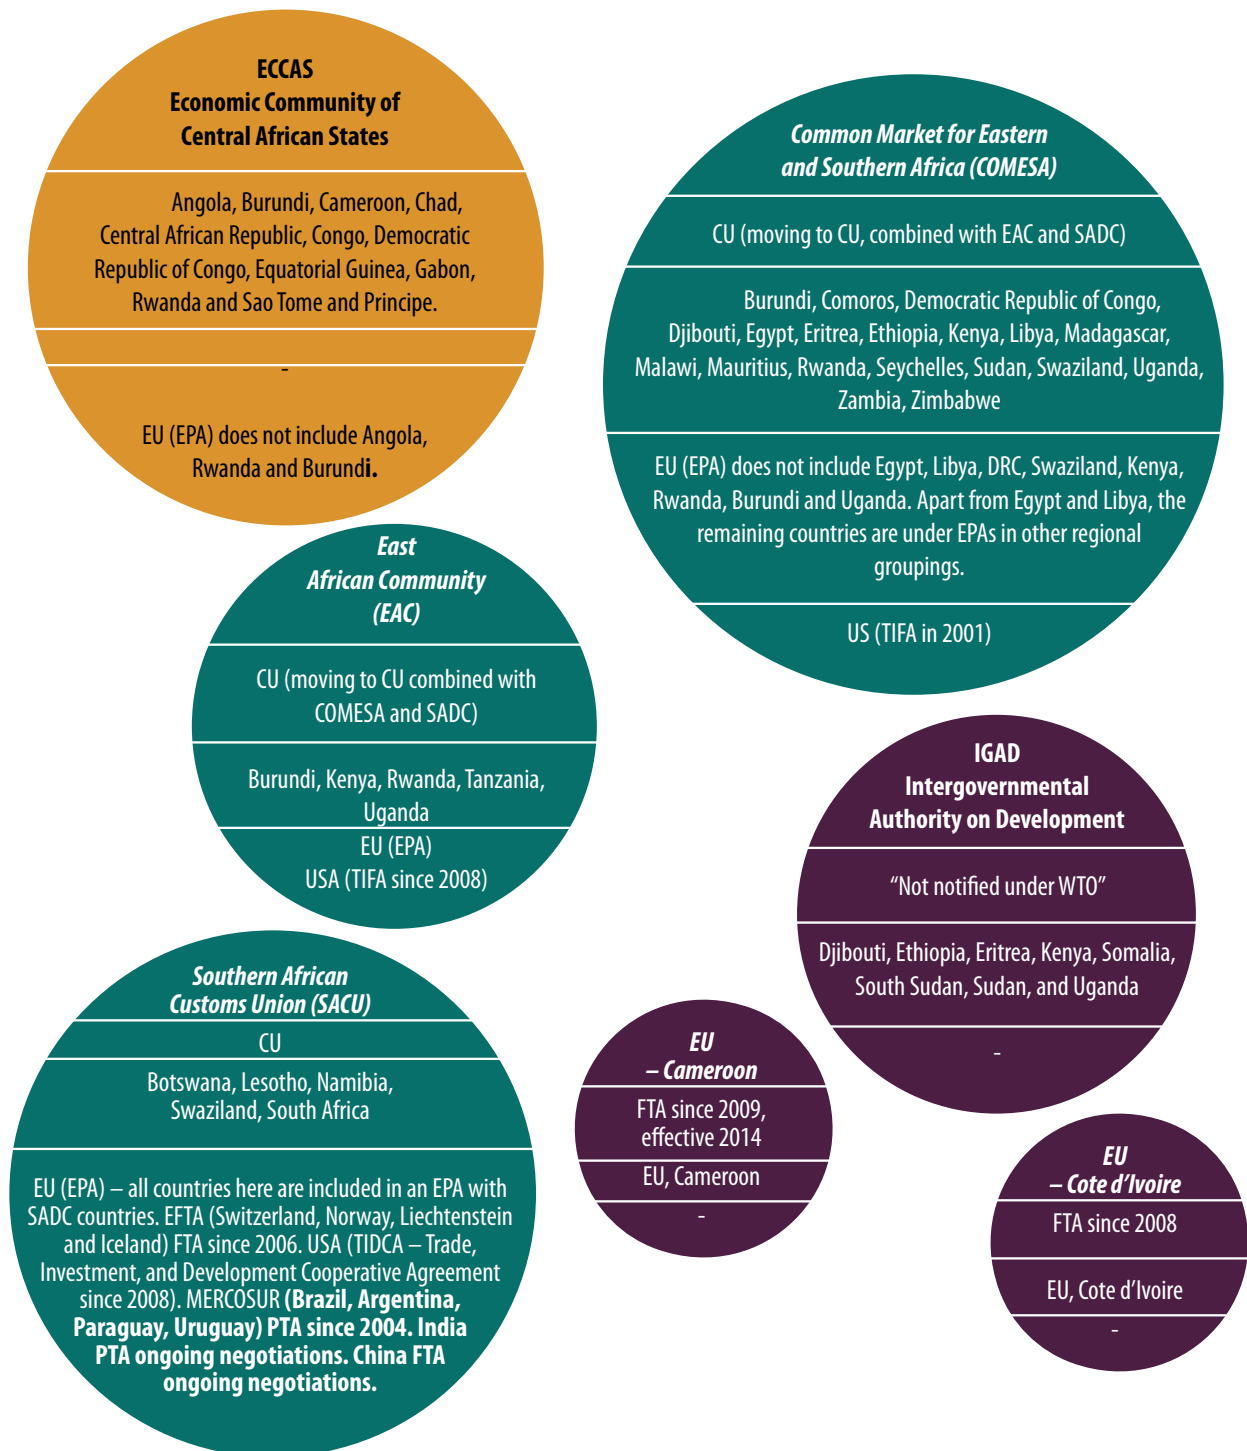 ECCAS
Economic Community of
Central African States
Angola, Burundi, Cameroon, Chad,
Central African Republic, Congo, Democratic
Republic of Congo, Equatorial Guinea, Gabon,
Rwanda and Sao Tome and Principe.
-
EU (EPA) does not include Angola,
Rwanda and Burundi.
Common Market for Eastern
and Southern Africa (COMESA)
CU (moving to CU, combined with EAC and SADC)
Burundi, Comoros, Democratic Republic of Congo,
Djibouti, Egypt, Eritrea, Ethiopia, Kenya, Libya, Madagascar,
Malawi, Mauritius, Rwanda, Seychelles, Sudan, Swaziland, Uganda,
Zambia, Zimbabwe
EU (EPA) does not include Egypt, Libya, DRC, Swaziland, Kenya,
Rwanda, Burundi and Uganda. Apart from Egypt and Libya, the
remaining countries are under EPAs in other regional
groupings.
US (TIFA in 2001)
East
African Community
(EAC)
CU (moving to CU combined with
COMESA and SADC)
Burundi, Kenya, Rwanda, Tanzania,
Uganda
EU (EPA)
USA (TIFA since 2008)
IGAD
Intergovernmental
Authority on Development
“Not notified under WTO”
Djibouti, Ethiopia, Eritrea, Kenya, Somalia,
South Sudan, Sudan, and Uganda
-
Southern African
Customs Union (SACU)
CU
Botswana, Lesotho, Namibia,
Swaziland, South Africa
EU (EPA) – all countries here are included in an EPA with
SADC countries. EFTA (Switzerland, Norway, Liechtenstein
and Iceland) FTA since 2006. USA (TIDCA – Trade,
Investment, and Development Cooperative Agreement
since 2008). MERCOSUR (Brazil, Argentina,
Paraguay, Uruguay) PTA since 2004. India
PTA ongoing negotiations. China FTA
ongoing negotiations.
EU
– Cameroon
FTA since 2009,
effective 2014
EU, Cameroon
-
EU
– Cote d’Ivoire
FTA since 2008
EU, Cote d’Ivoire
-